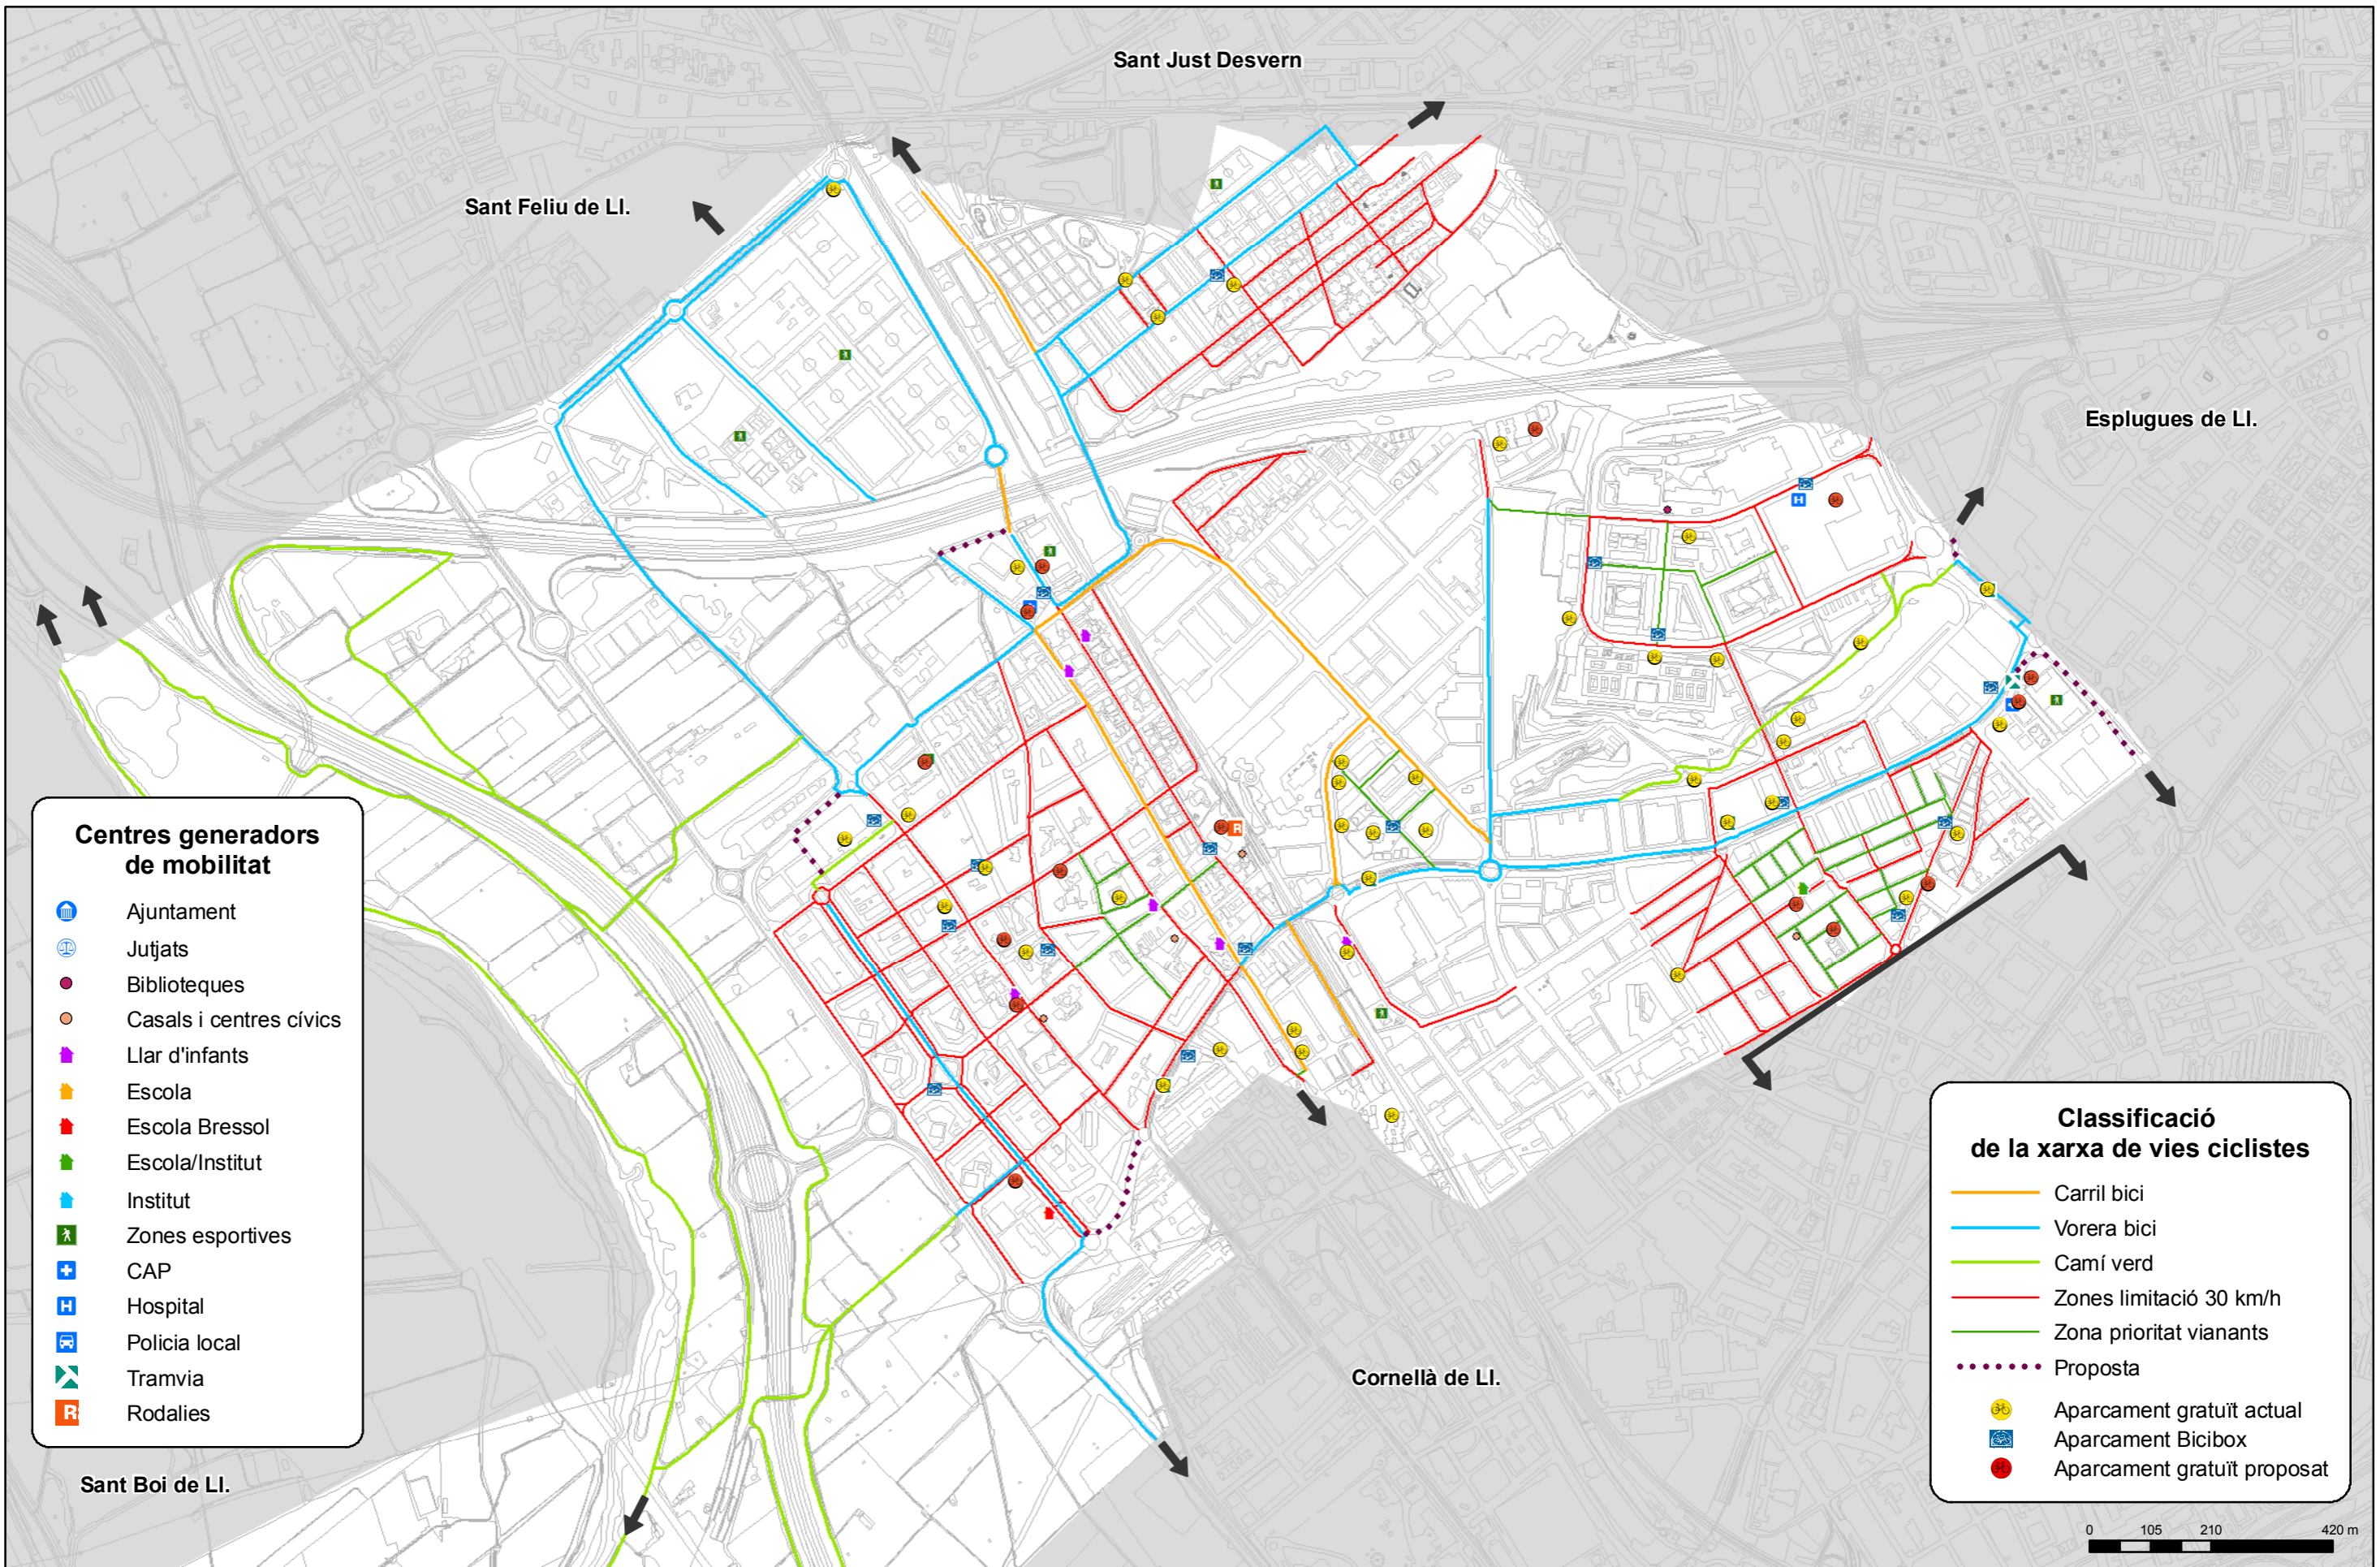 Sant Just Desvern
Sant Feliu de Ll.
Esplugues de Ll.
Centres generadors
de mobilitat
Ajuntament
Jutjats
Biblioteques
Casals i centres cívics
Llar d'infants
Escola
Escola Bressol
Escola/Institut
Institut
Zones esportives
CAP
H
Hospital
Policia local
Tramvia
R
Rodalies
H
R
Classificació
de la xarxa de vies ciclistes
Carril bici
Vorera bici
Camí verd
Zones limitació 30 km/h
Zona prioritat vianants
Proposta
Aparcament gratuït actual
Aparcament Bicibox
Aparcament gratuït proposat
Cornellà de Ll.
Sant Boi de Ll.
0 105 210 420 m